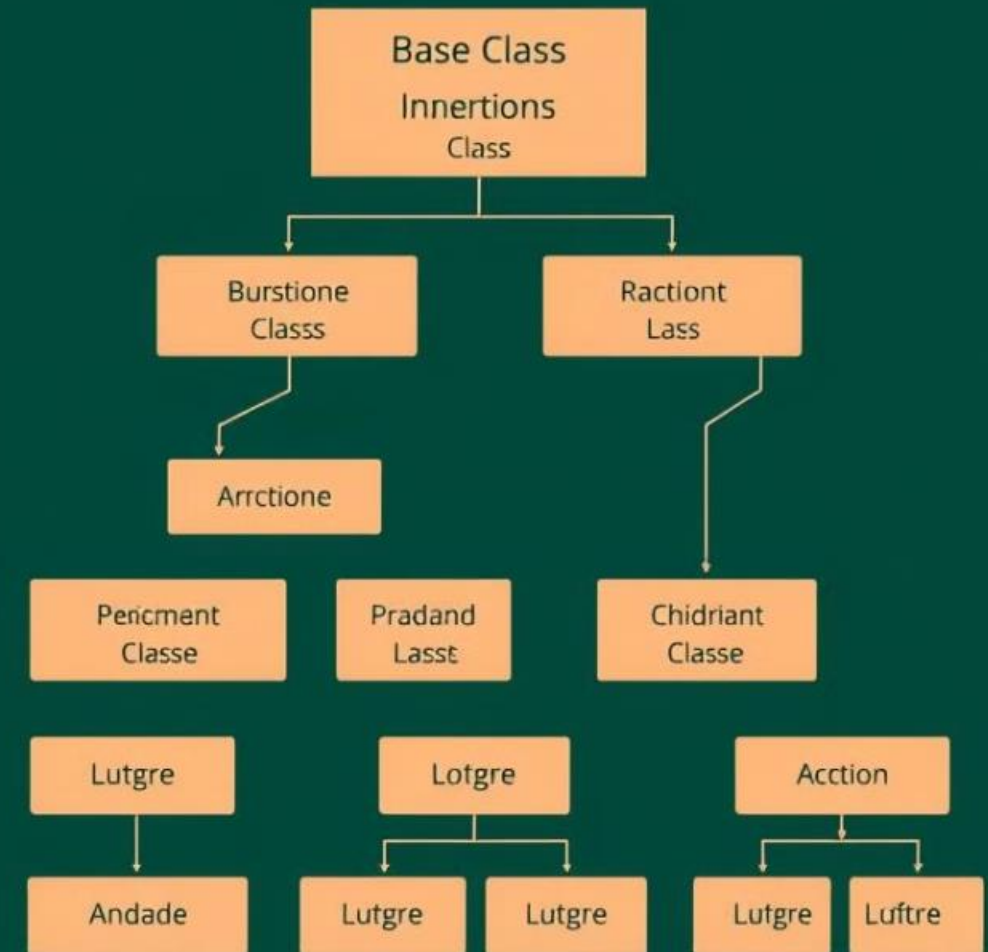 Base Class
Innertions
Class
Burstione
Classs
Ractiont
Lass
Arrctione
Pericment
Classe
Pradand
Lasst
Chidriant
Classe
Lutgre
Lotgre
Acction
Andade
Lutgre
Lutgre
Lutgre
Luftre